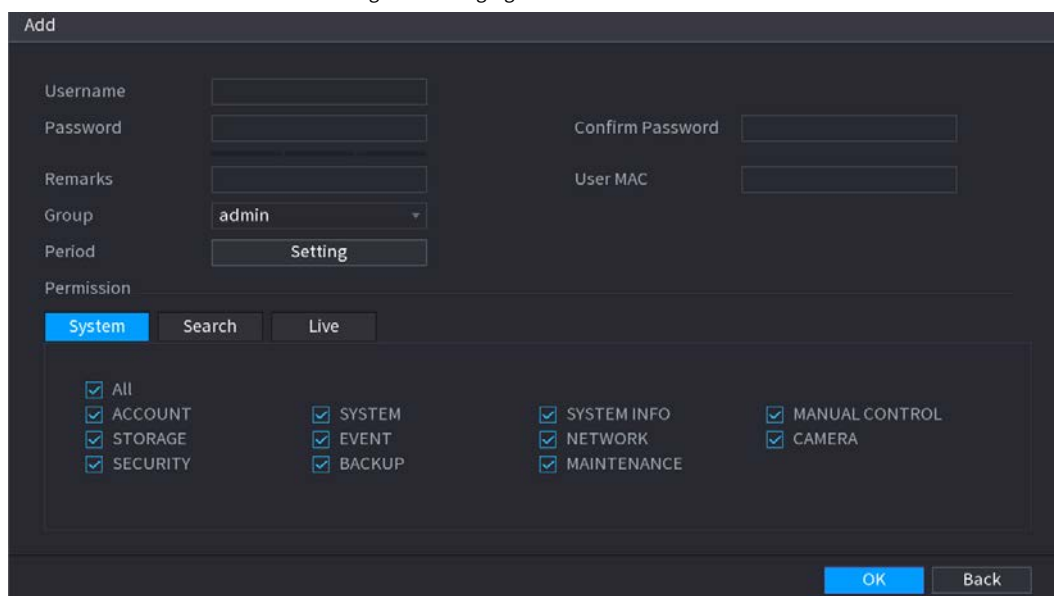 Add
Username
Password Confirm Password
Remarks User MAC
Group admin
Period Setting
Permission
System Search Live
All
ACCOUNT SYSTEM SYSTEM INFO MANUAL CONTROL
STORAGE EVENT NETWORK CAMERA
SECURITY BACKUP MAINTENANCE
OK Back